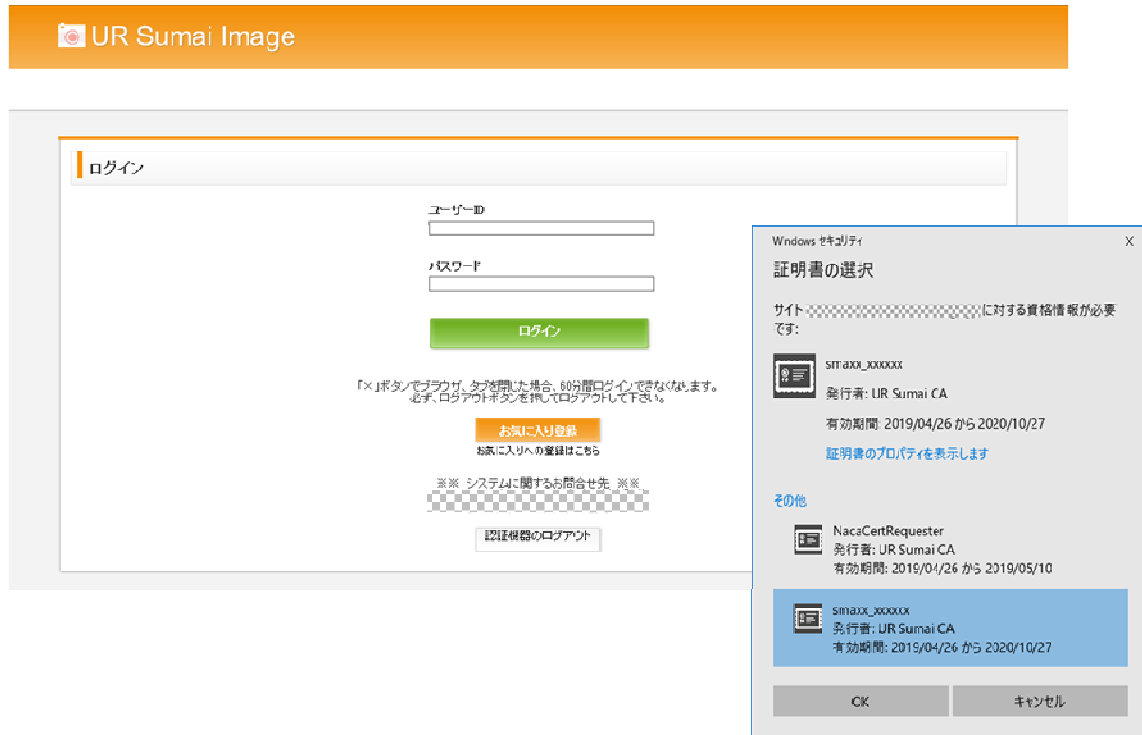 UR Sumai Image
ログイン
ユーザーID
パスワード
ログイン
「×」ボタンでブラウザ、タブを閉じた場合、60分間ログインできなくなります。
必ず、ログアウトボタンを押してログアウトして下さい。
お気に入り登録
お気に入りへの登録はこちら
※※ システムに関するお問合せ先 ※※
認証機器のログアウト
Windows セキュリティ
X
証明書の選択
サイト に対する資格情報が必要
です:
smaxx_xxxxxx
発行者: UR Sumai CA
有効期間: 2019/04/26 から 2020/10/27
証明書のプロパティを表示します
その他
NacaCertRequester
発行者: UR Sumai CA
有効期間: 2019/04/26 から 2019/05/10
smaxx_xxxxxx
発行者: UR Sumai CA
有効期間: 2019/04/26 から 2020/10/27
OK
キャンセル